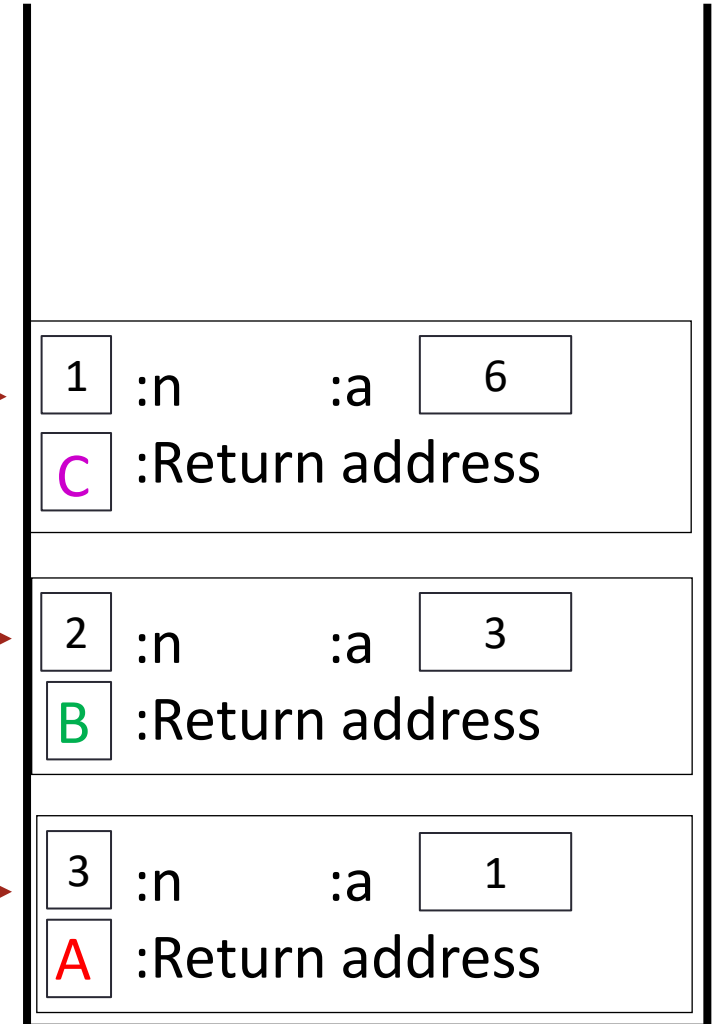 1 :n :a 6
C :Return address
2 :n :a 3
B :Return address
3 :n :a 1
A :Return address